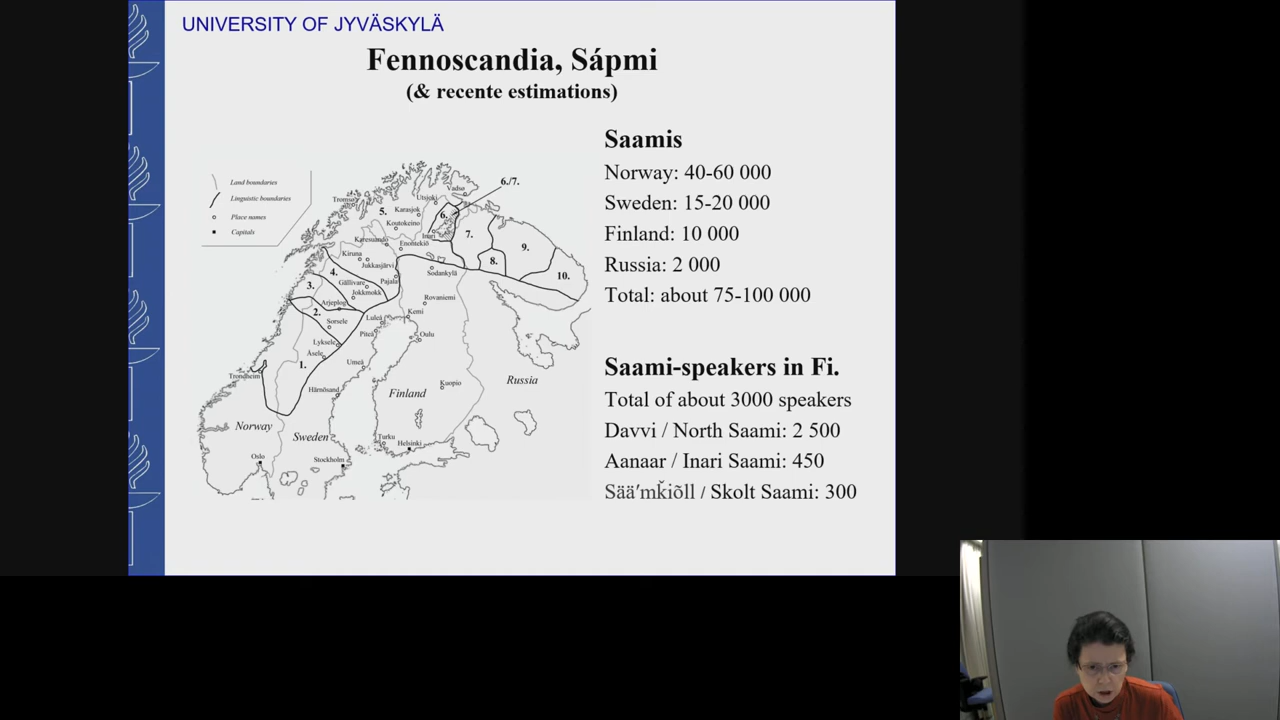 UNIVERSITY OF JYVÄSKYLÄ
Fennoscandia, Sápmi
(& recente estimations)
Land boundaries
Linguistic boundaries
Place names
Capitals
6./7.
Vadsø
Utsjoki
Tromsø
5.
Karasjok
6.
Koutokeino
7.
Inari
Karesuando
Enontekiö
9.
Kiruna
8.
Jukkasjärvi
4.
Sodankylä
10.
Gällivare
Pajala
3.
Jokkmokk
Rovaniemi
Arjeplog
2.
Kemi
Luleå
Sorsele
Piteå
Oulu
Lyksele
Åsele
1.
Umeå
Trondheim
Russia
Kuopio
Härnösand
Finland
Norway
Sweden
Turku
Helsinki
Oslo
Stockholm
Saamis
Norway: 40-60 000
Sweden: 15-20 000
Finland: 10 000
Russia: 2 000
Total: about 75-100 000
Saami-speakers in Fi.
Total of about 3000 speakers
Davvi / North Saami: 2 500
Aanaar / Inari Saami: 450
Sääʹmǩiõll / Skolt Saami: 300